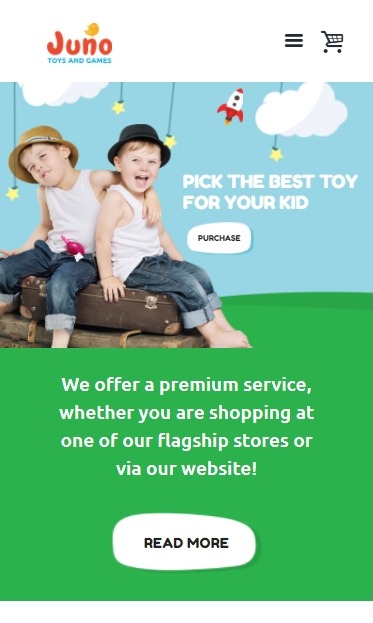 Juno
TOYS AND GAMES
PICK THE BEST TOY
FOR YOUR KID
PURCHASE
We offer a premium service,
whether you are shopping at
one of our flagship stores or
via our website!
READ MORE